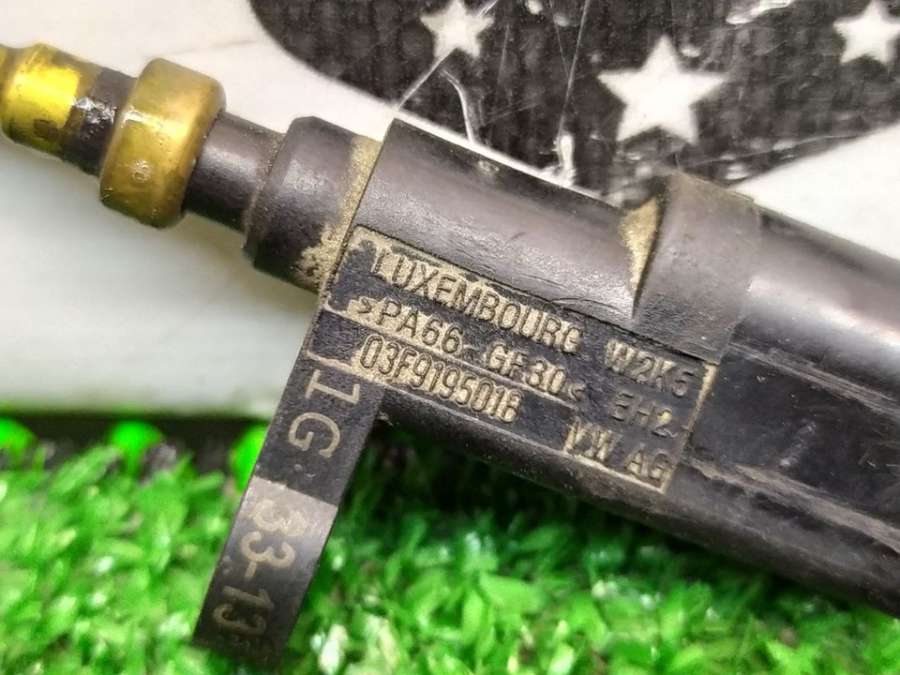 LUXEMBOURG W2K5
>PA66-GF30< EH2
03F919501B VW AG
1G
33-13